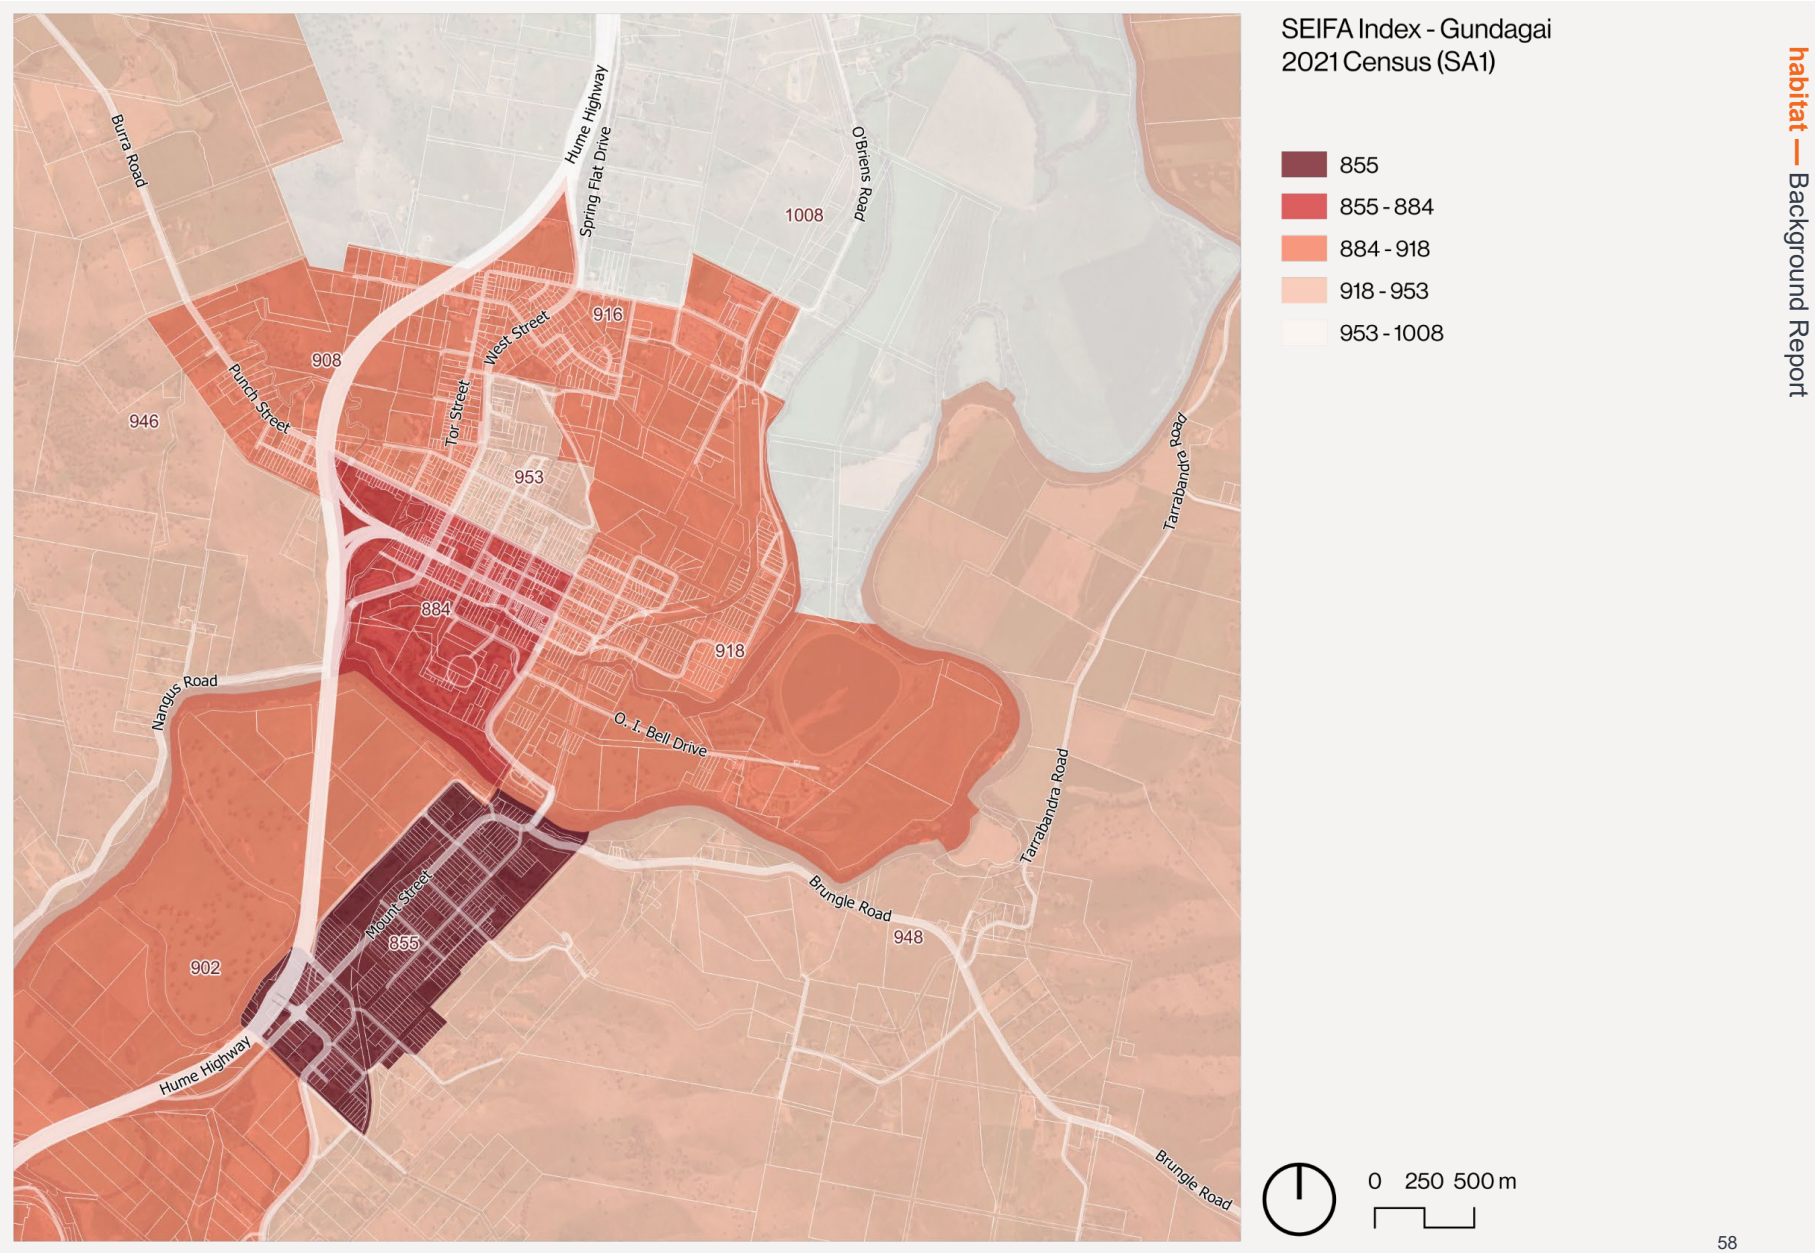 SEIFA Index - Gundagai
2021 Census (SA1)
855
855 - 884
884 - 918
918 - 953
953 - 1008
habitat — Background Report
Burra Road
Hume Highway
Spring Flat Drive
O'Briens Road
1008
916
West Street
908
Punch Street
Tor Street
946
953
Tarrabandra Road
884
918
Nangus Road
O. I. Bell Drive
Tarrabandra Road
Mount Street
855
Brungle Road
948
902
Hume Highway
Brungle Road
0 250 500 m
58